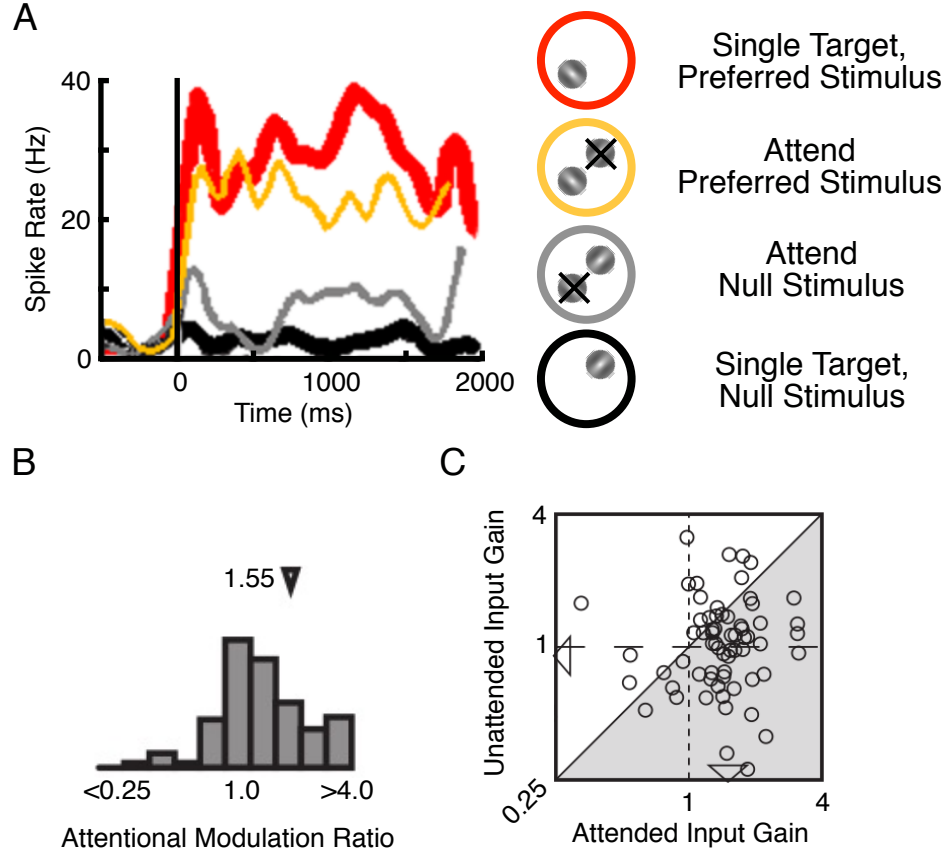 A
40
20
0
Spike Rate (Hz)
0
1000
2000
Time (ms)
Single Target,
Preferred Stimulus
Attend
Preferred Stimulus
Attend
Null Stimulus
Single Target,
Null Stimulus
B
1.55
<0.25
1.0
>4.0
Attentional Modulation Ratio
C
4
1
0.25
Unattended Input Gain
1
4
Attended Input Gain